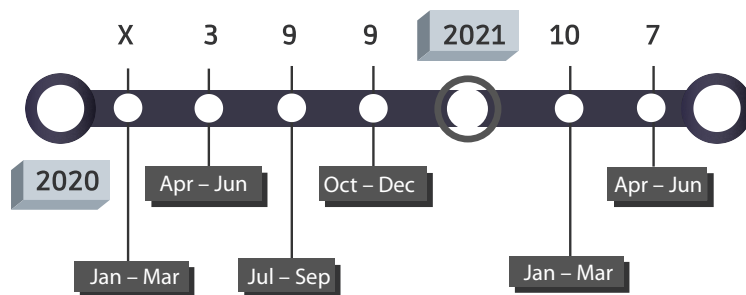 X 3 9 9 2021 10 7
2020 Apr – Jun Oct – Dec Apr – Jun
Jan – Mar Jul – Sep Jan – Mar